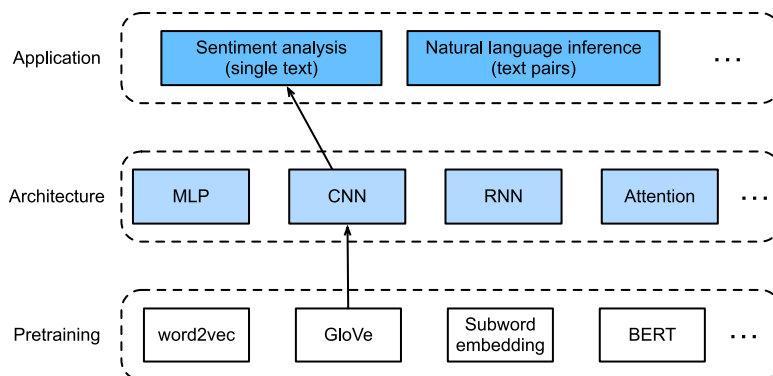 Application
Sentiment analysis
(single text)
Natural language inference
(text pairs)
...
Architecture
MLP
CNN
RNN
Attention
...
Pretraining
word2vec
GloVe
Subword
embedding
BERT
...